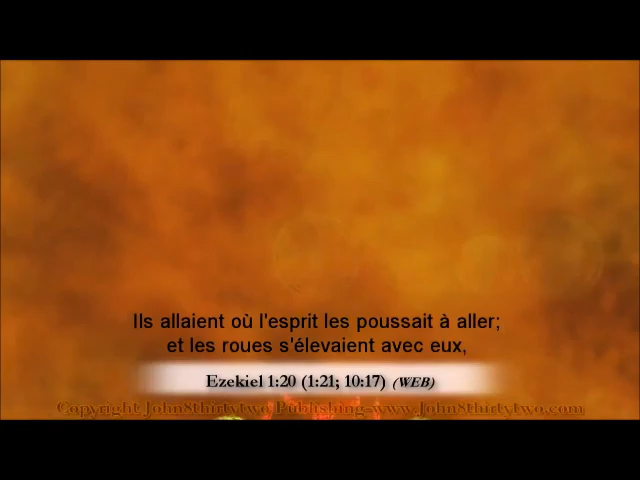 Ils allaient où l'esprit les poussait à aller;
et les roues s'élevaient avec eux,
Ezekiel 1:20 (1:21; 10:17) (WEB)
Copyright John8thirtytwo Publishing-www.John8thirtytwo.com